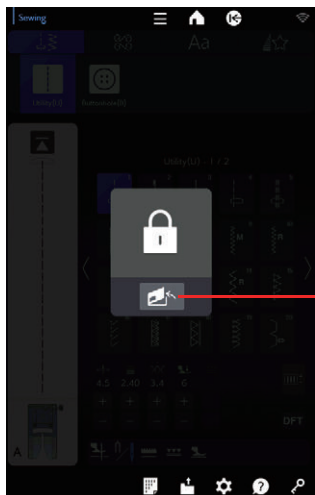 Sewing
Aa
Utility(U) Buttonhole(B)
Utility(U) - 1 / 2
4.5 2.40 3.4 6
DFT
A